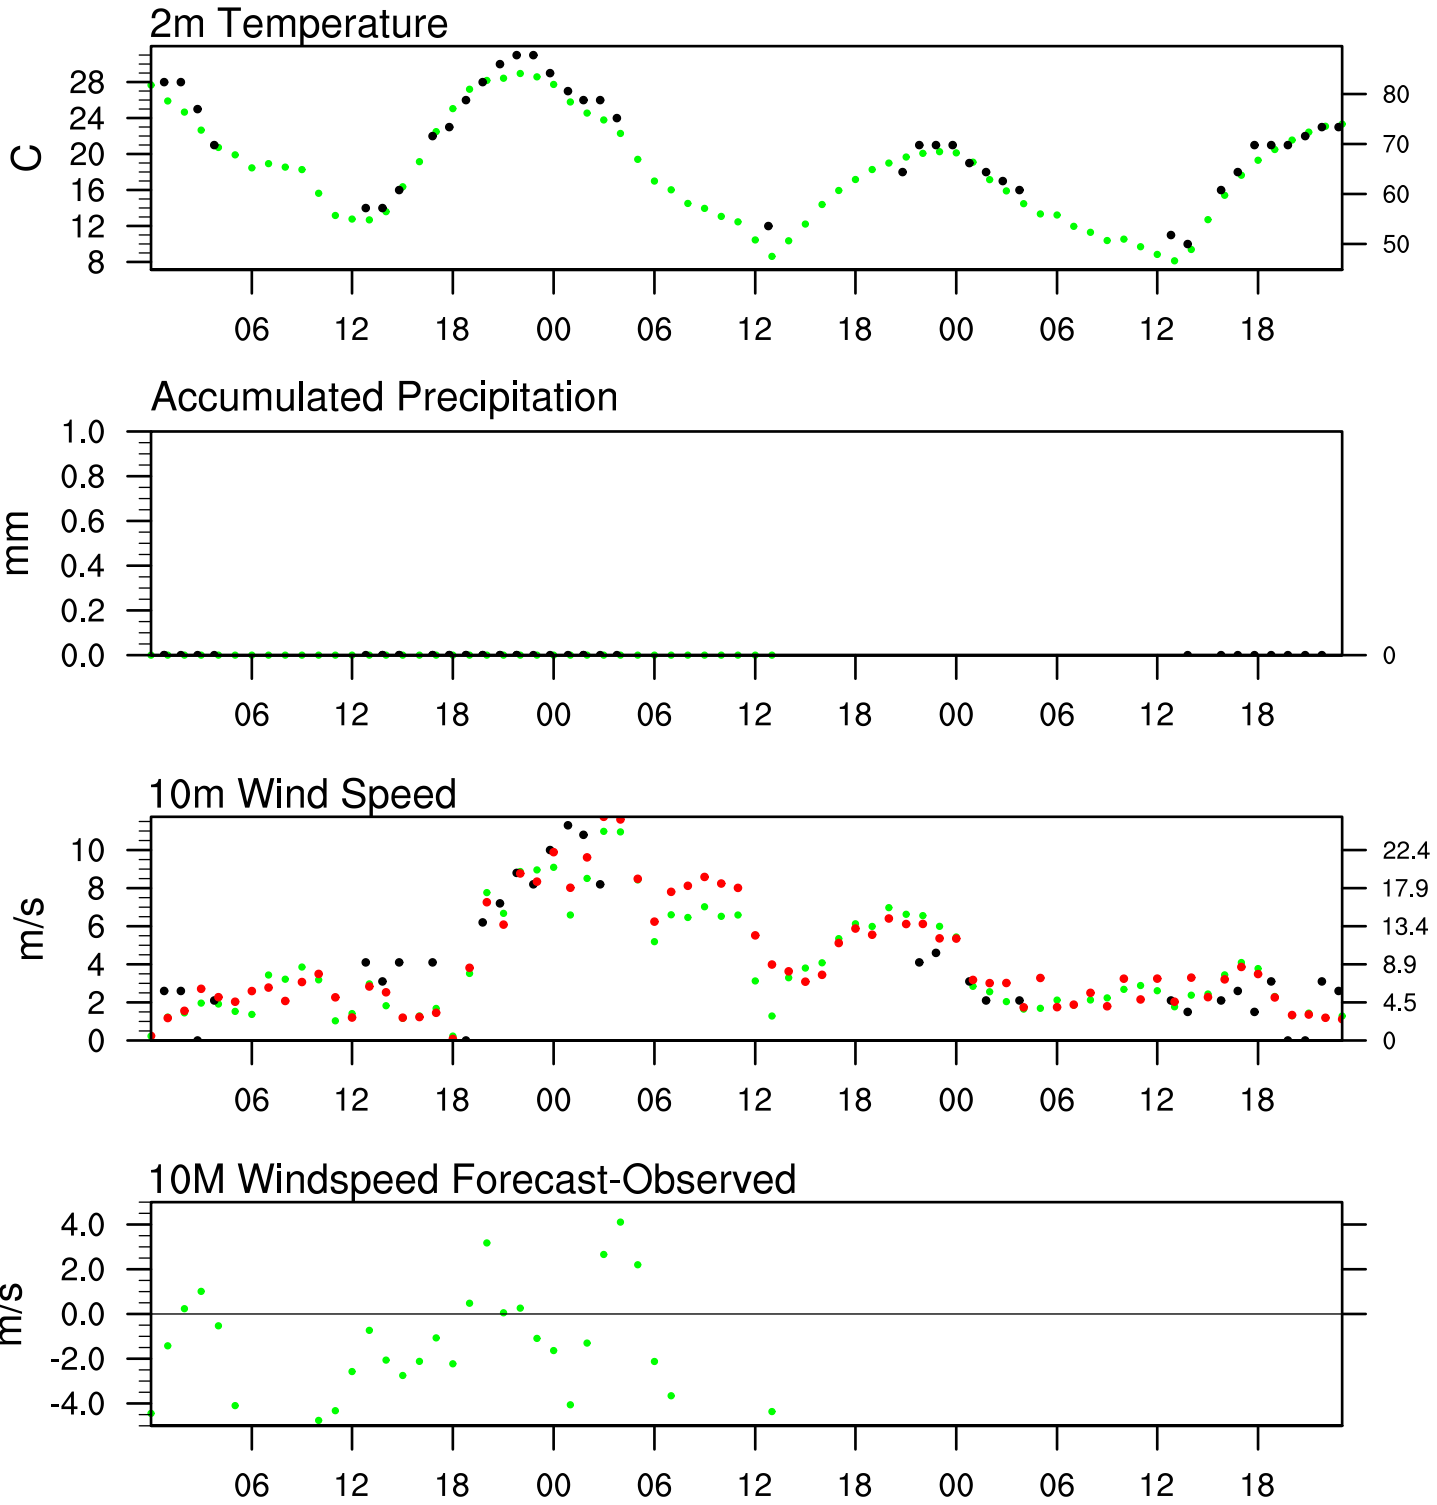 2m Temperature
28 80
24
C 20 70
16 60
12
8 50
06 12 18 00 06 12 18 00 06 12 18
Accumulated Precipitation
1.0
0.8
0.6
mm
0.4
0.2
0.0 0
06 12 18 00 06 12 18 00 06 12 18
10m Wind Speed
10 22.4
8 17.9
m/s 6 13.4
4 8.9
2 4.5
0 0
06 12 18 00 06 12 18 00 06 12 18
10M Windspeed Forecast-Observed
4.0
2.0
m/s 0.0
-2.0
-4.0
06 12 18 00 06 12 18 00 06 12 18